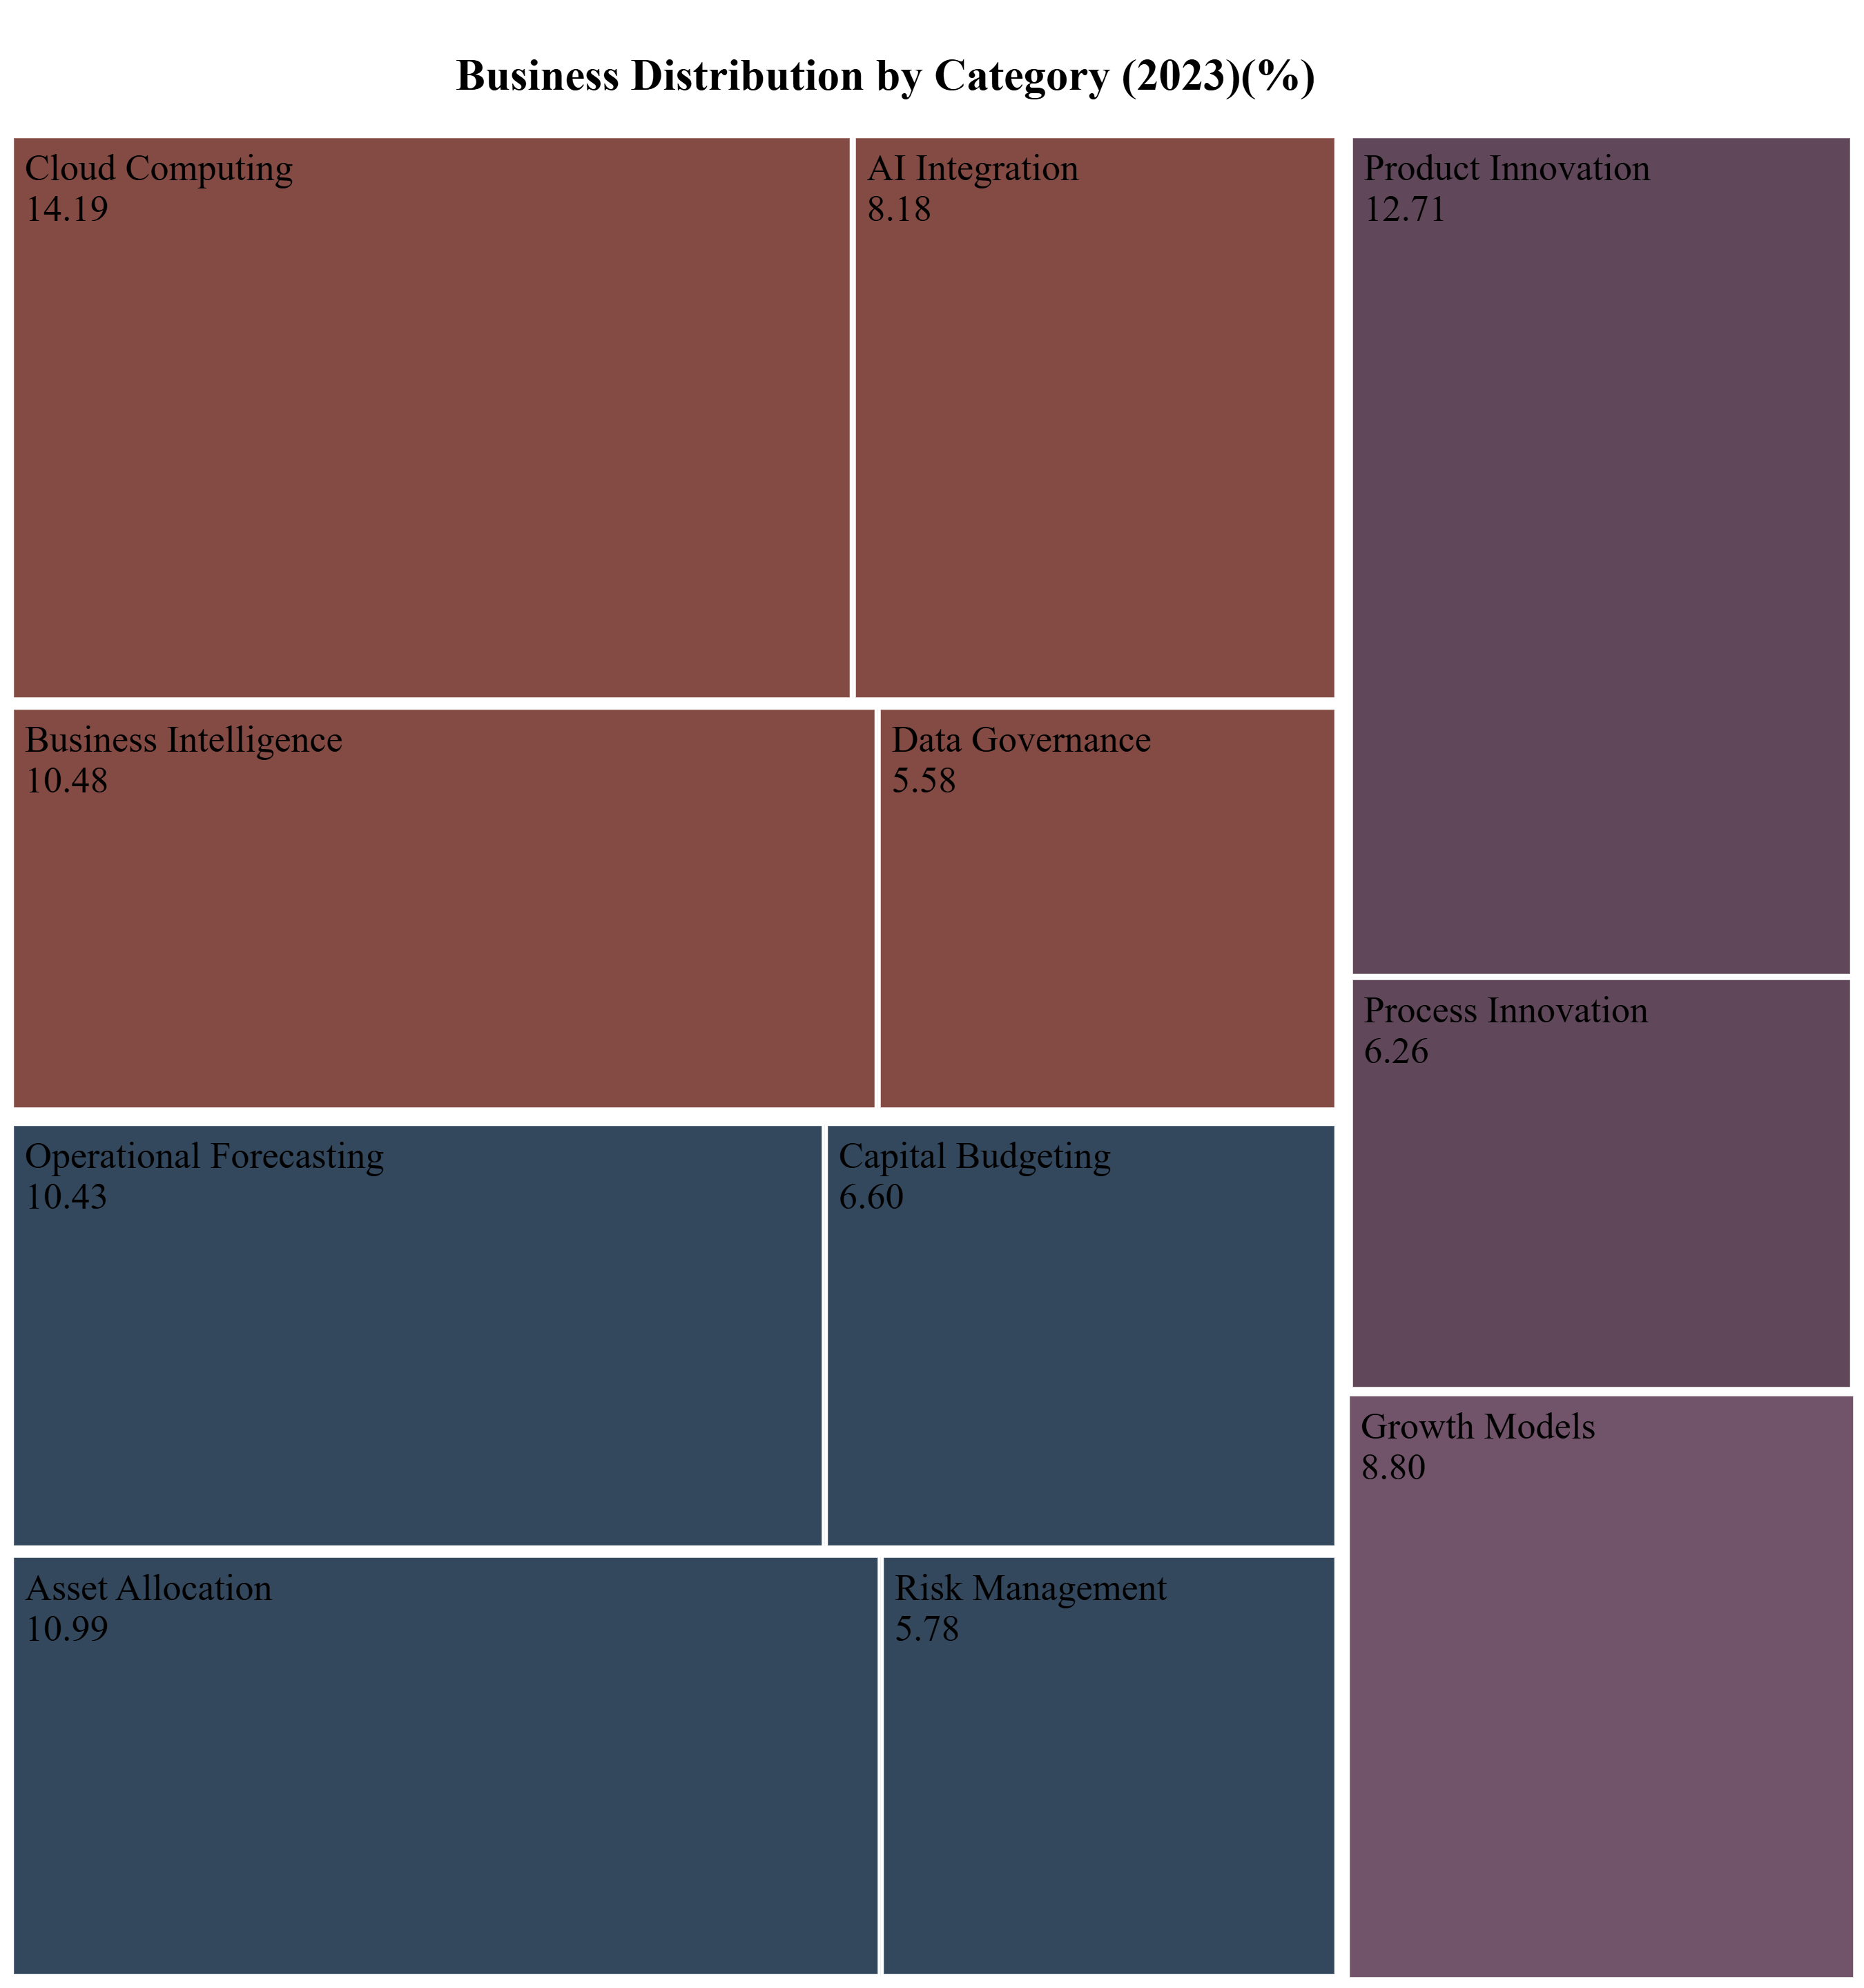 Business Distribution by Category (2023)(%)
Cloud Computing
14.19
AI Integration
8.18
Product Innovation
12.71
Business Intelligence
10.48
Data Governance
5.58
Process Innovation
6.26
Operational Forecasting
10.43
Capital Budgeting
6.60
Growth Models
8.80
Asset Allocation
10.99
Risk Management
5.78